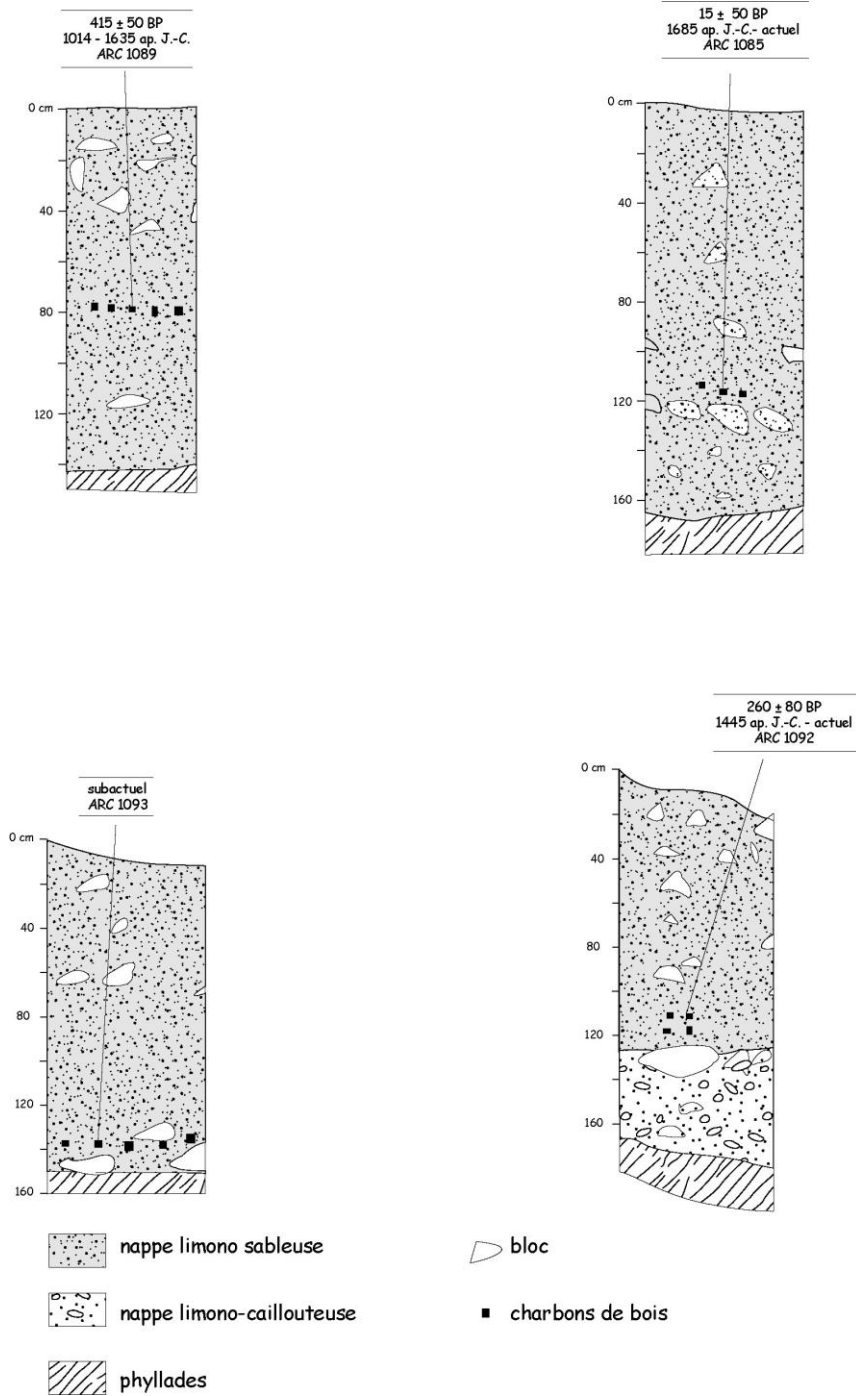 415 ± 50 BP
1014 - 1635 ap. J.-C.
ARC 1089
0 cm
40
80
120
15 ± 50 BP
1685 ap. J.-C.- actuel
ARC 1085
0 cm
40
80
120
160
subactuel
ARC 1093
0 cm
40
80
120
160
260 ± 80 BP
1445 ap. J.-C. - actuel
ARC 1092
0 cm
40
80
120
160
nappe limono sableuse
bloc
nappe limono-caillouteuse
charbons de bois
phyllades